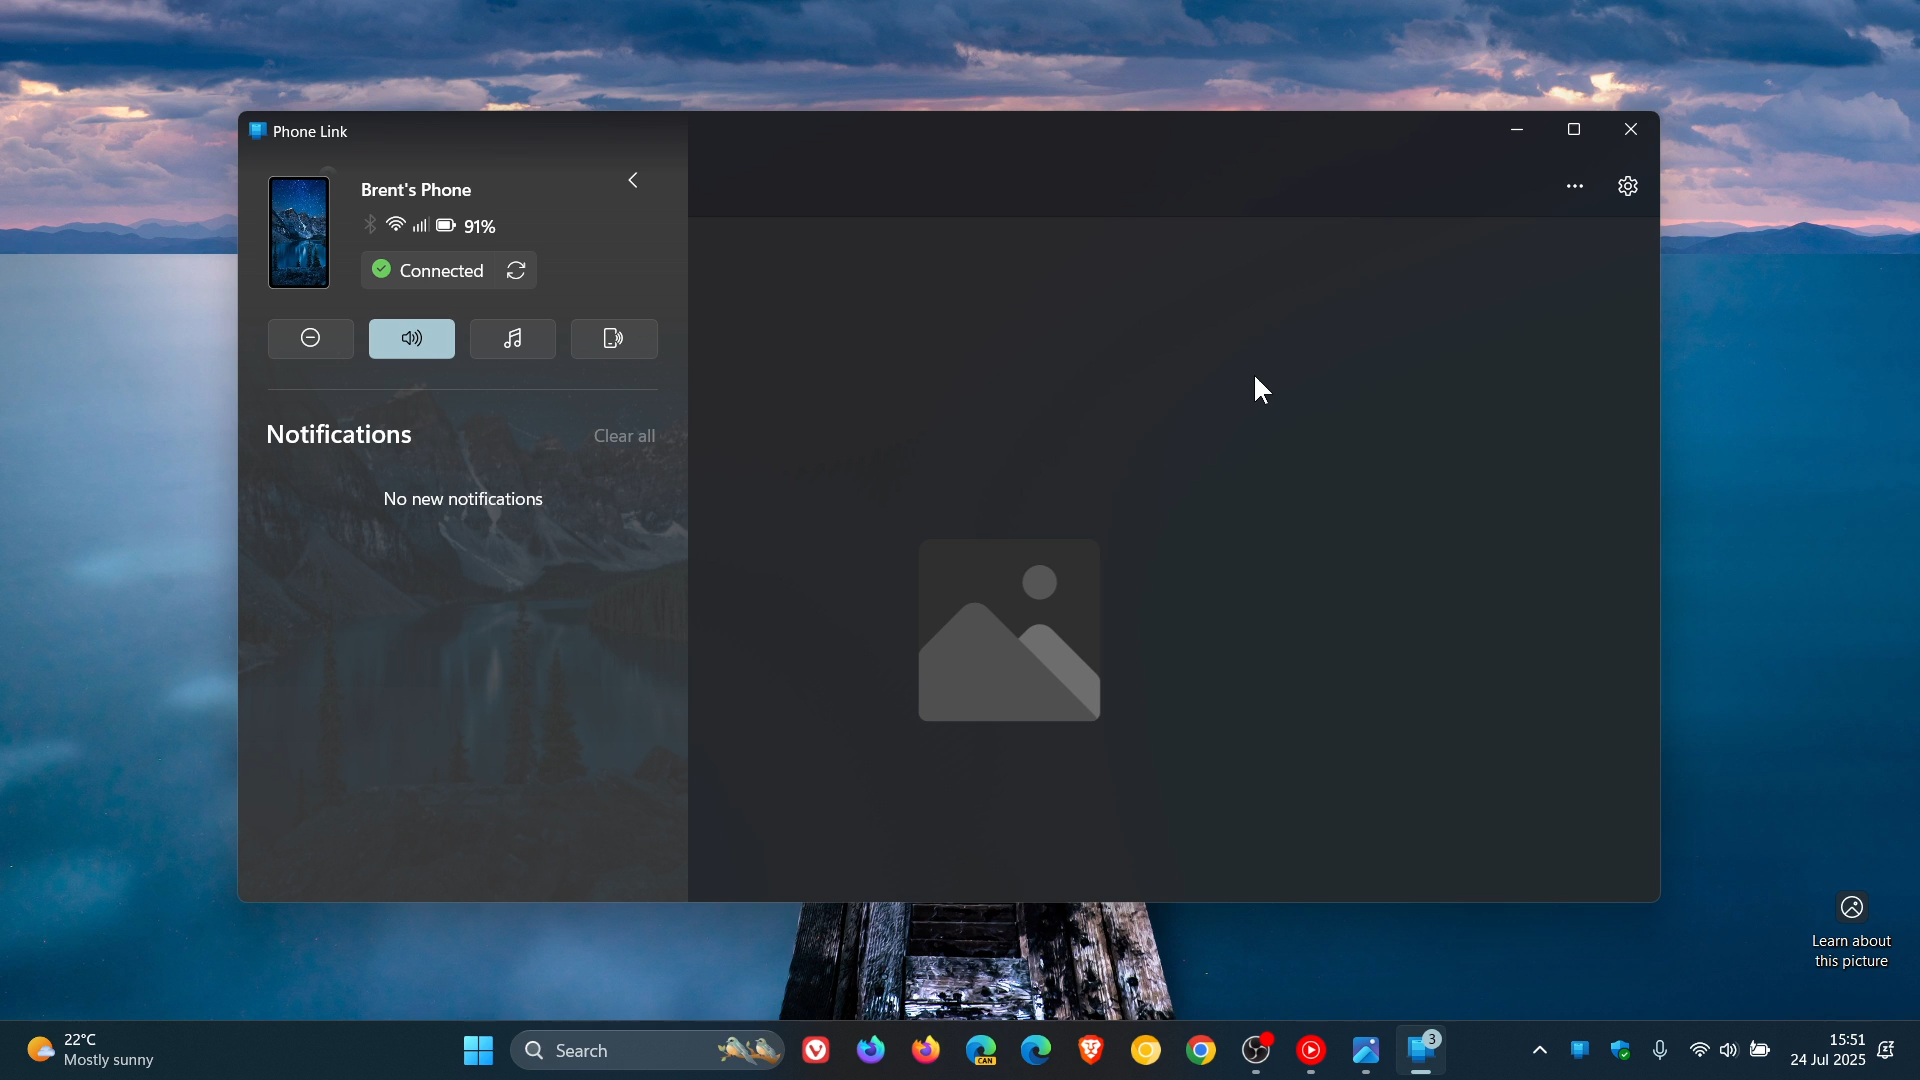 Phone Link
Brent's Phone
91%
Connected
Notifications
Clear all
No new notifications
Learn about
this picture
22°C
Mostly sunny
Search
CAN
3
15:51
24 Jul 2025